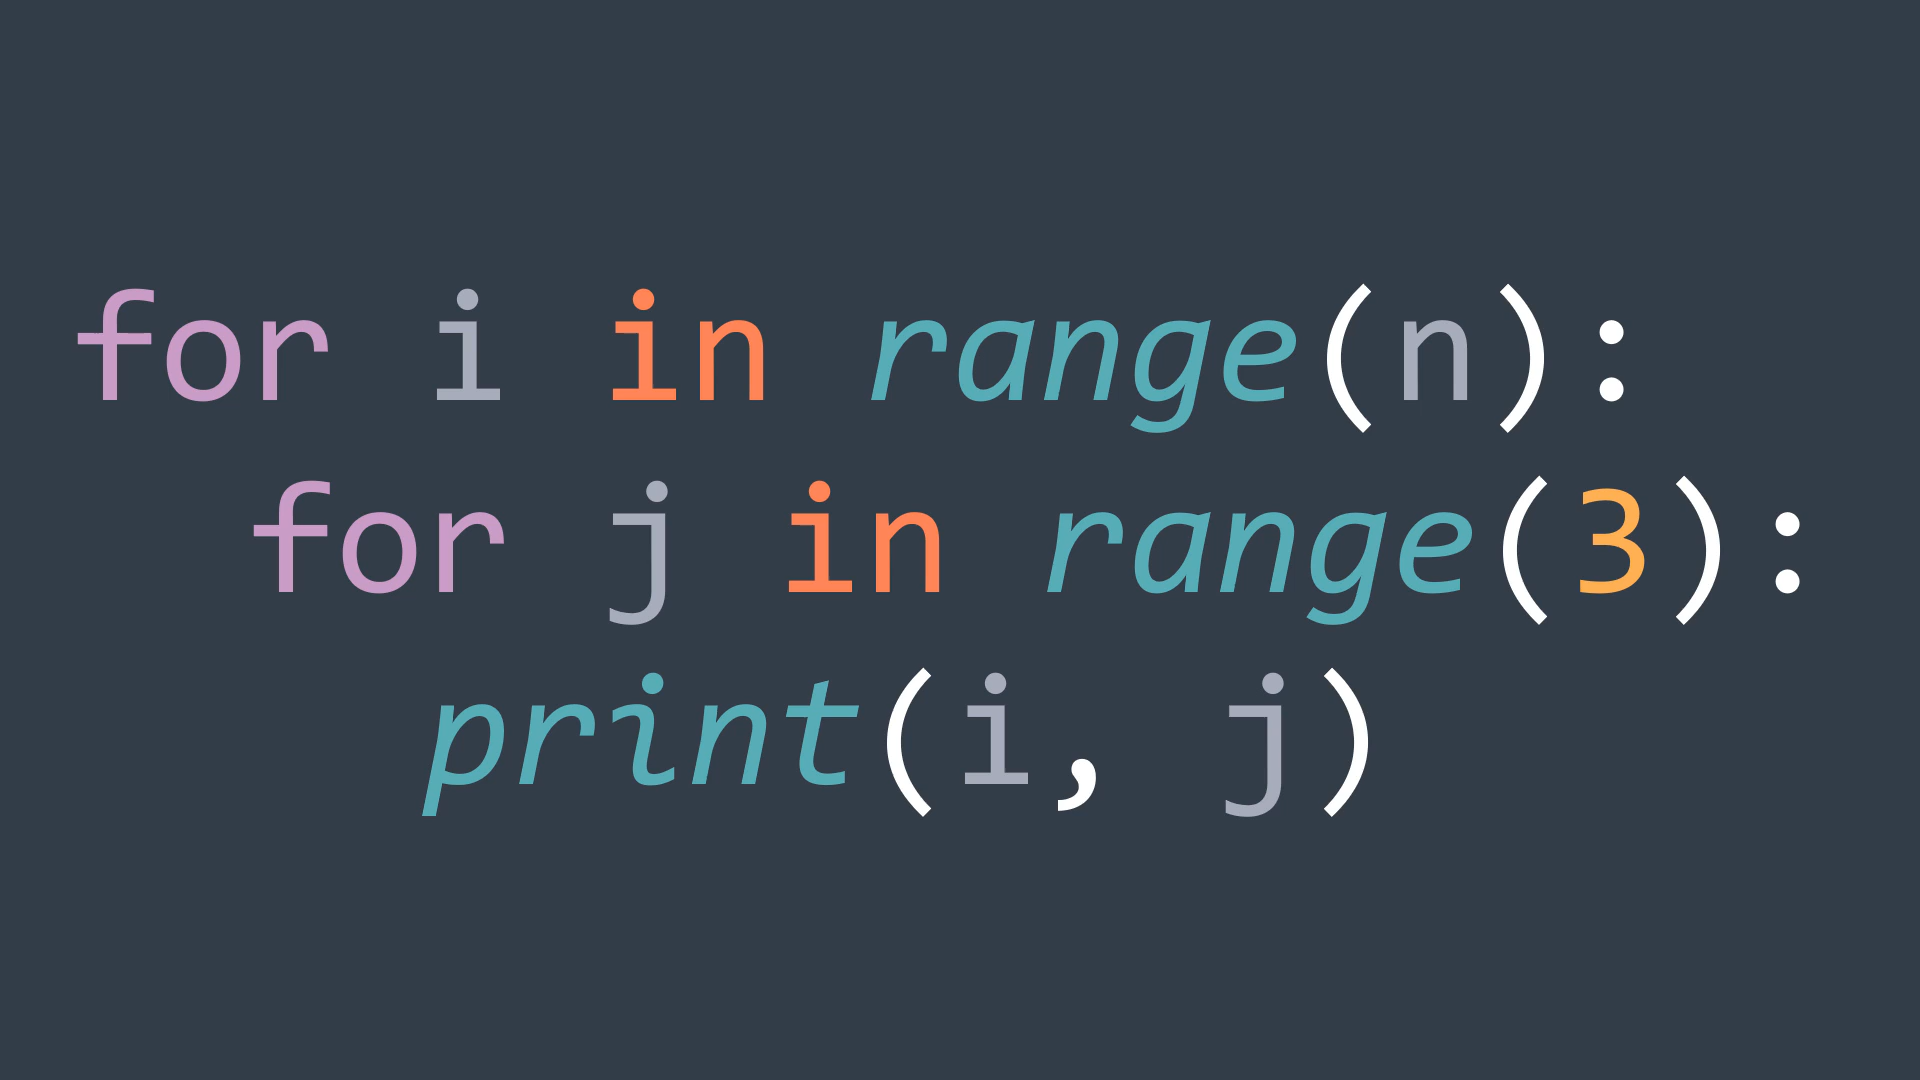 for i in range(n):
  for j in range(3):
    print(i, j)